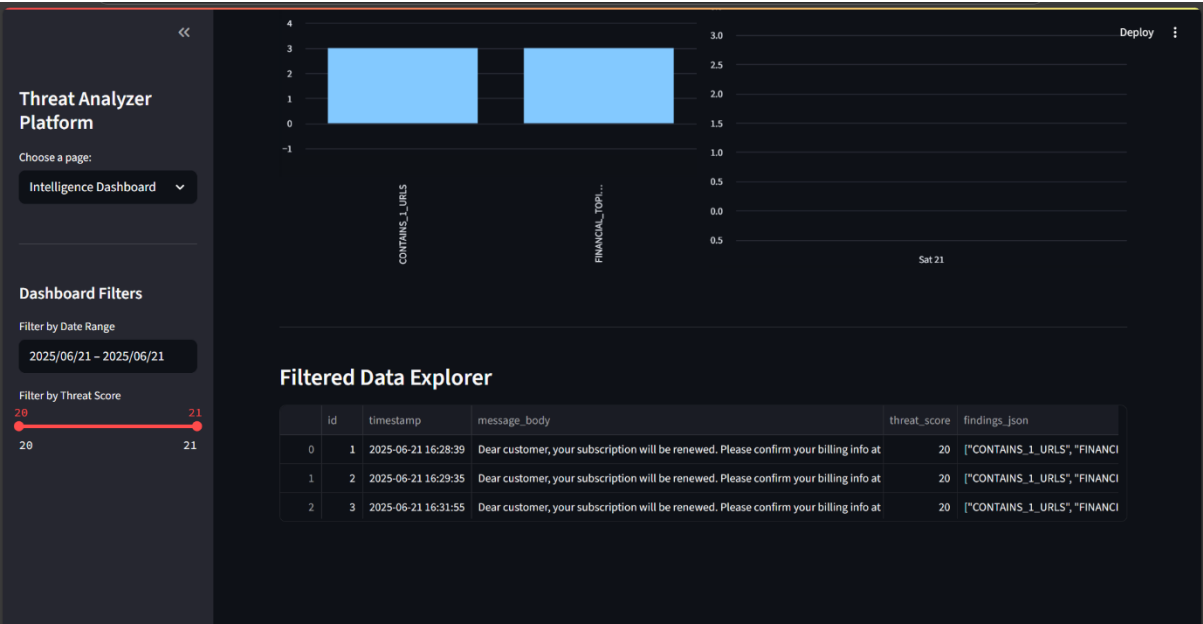 Deploy
Threat Analyzer
Platform
Choose a page:
Intelligence Dashboard
Dashboard Filters
Filter by Date Range
2025/06/21 – 2025/06/21
Filter by Threat Score
20 21
20 21
4
3
2
1
0
−1
CONTAINS_1_URLS
FINANCIAL_TOPI...
3.0
2.5
2.0
1.5
1.0
0.5
0.0
0.5
Sat 21
Filtered Data Explorer
id timestamp message_body threat_score findings_json
0 1 2025-06-21 16:28:39 Dear customer, your subscription will be renewed. Please confirm your billing info at 20 ["CONTAINS_1_URLS", "FINANCI
1 2 2025-06-21 16:29:35 Dear customer, your subscription will be renewed. Please confirm your billing info at 20 ["CONTAINS_1_URLS", "FINANCI
2 3 2025-06-21 16:31:55 Dear customer, your subscription will be renewed. Please confirm your billing info at 20 ["CONTAINS_1_URLS", "FINANCI